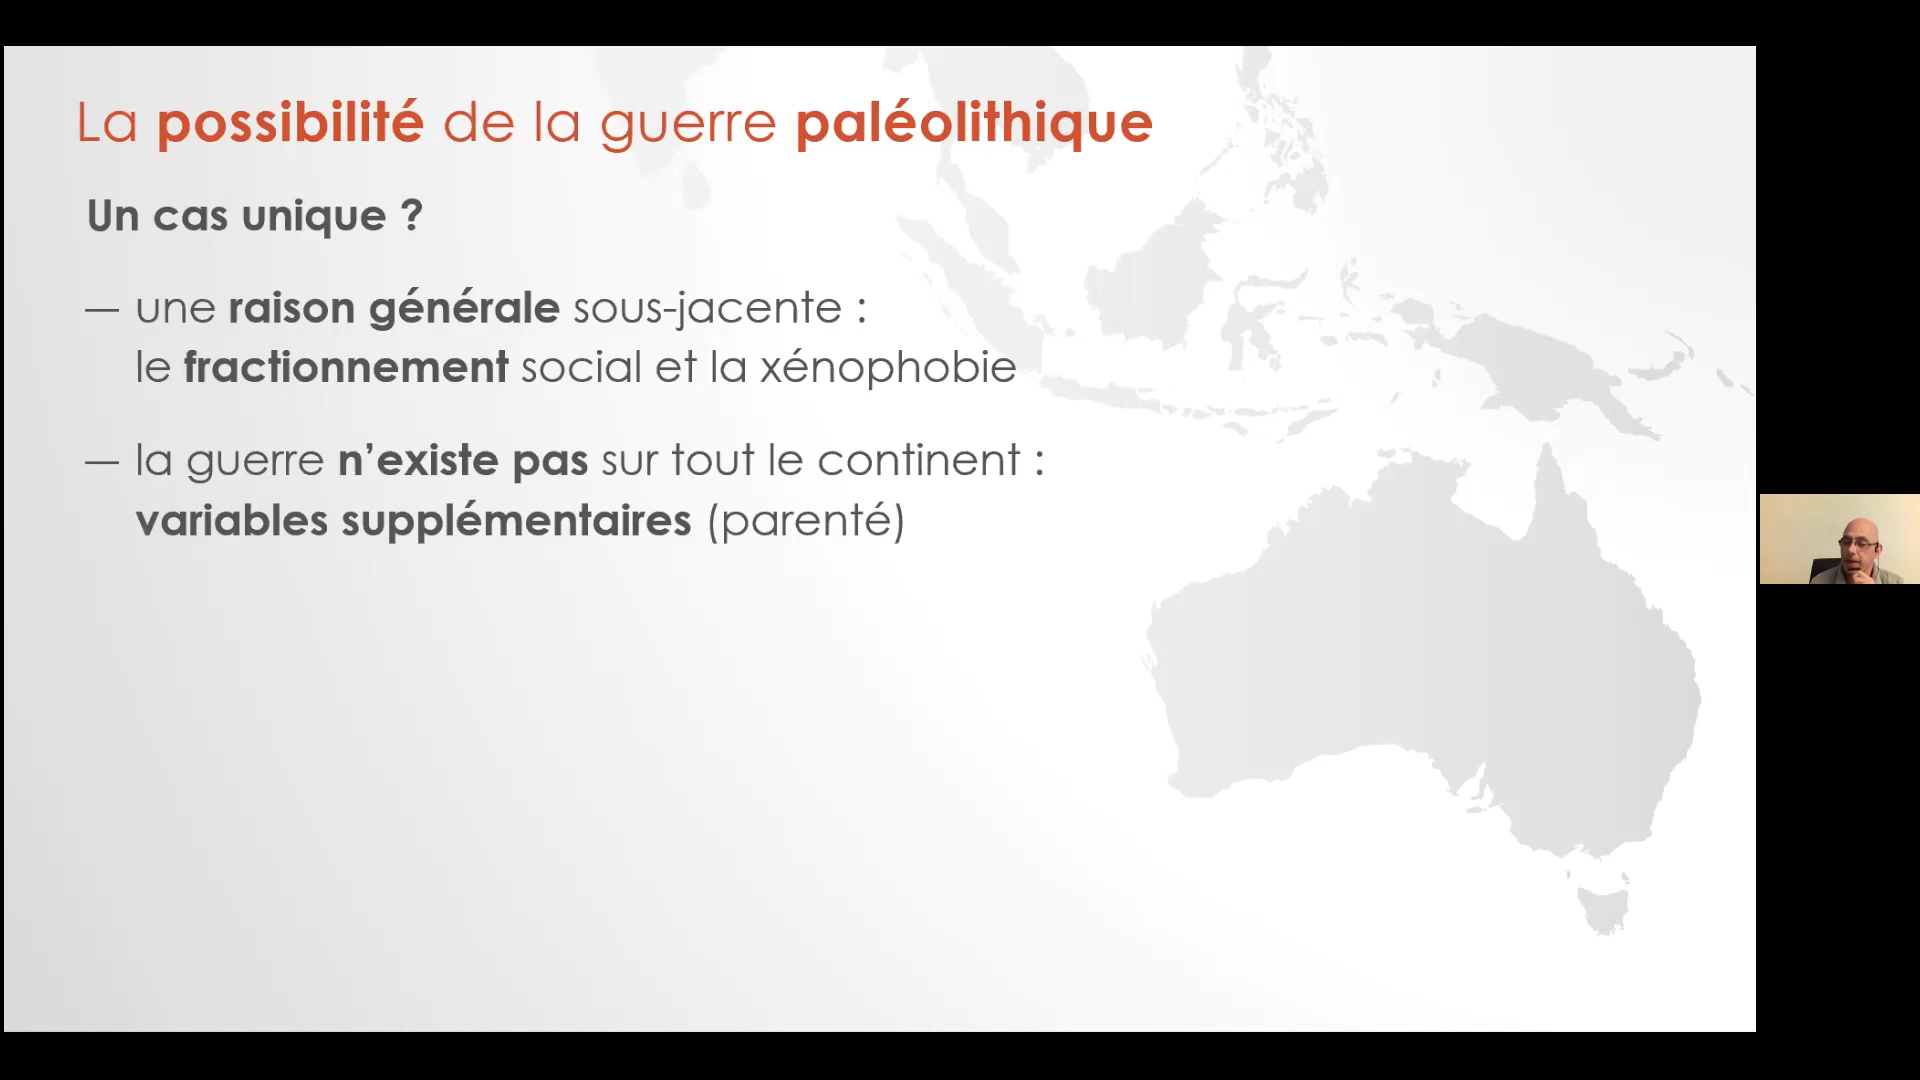 La possibilité de la guerre paléolithique
Un cas unique ?
— une raison générale sous-jacente :
le fractionnement social et la xénophobie
— la guerre n’existe pas sur tout le continent :
variables supplémentaires (parenté)